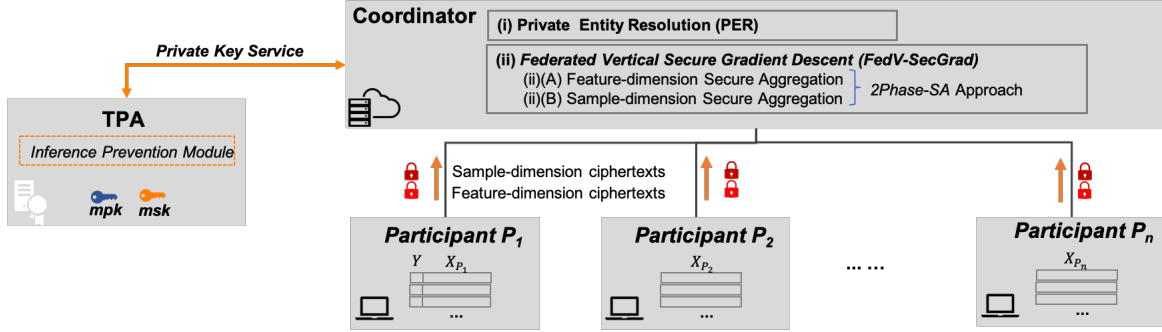 Coordinator
(i) Private Entity Resolution (PER)
(ii) Federated Vertical Secure Gradient Descent (FedV-SecGrad)
(ii)(A) Feature-dimension Secure Aggregation
(ii)(B) Sample-dimension Secure Aggregation
2Phase-SA Approach
Private Key Service
TPA
Inference Prevention Module
mpk
msk
Sample-dimension ciphertexts
Feature-dimension ciphertexts
Participant P1
Y XP1
...
Participant P2
XP2
...
... ...
Participant Pn
XPn
...